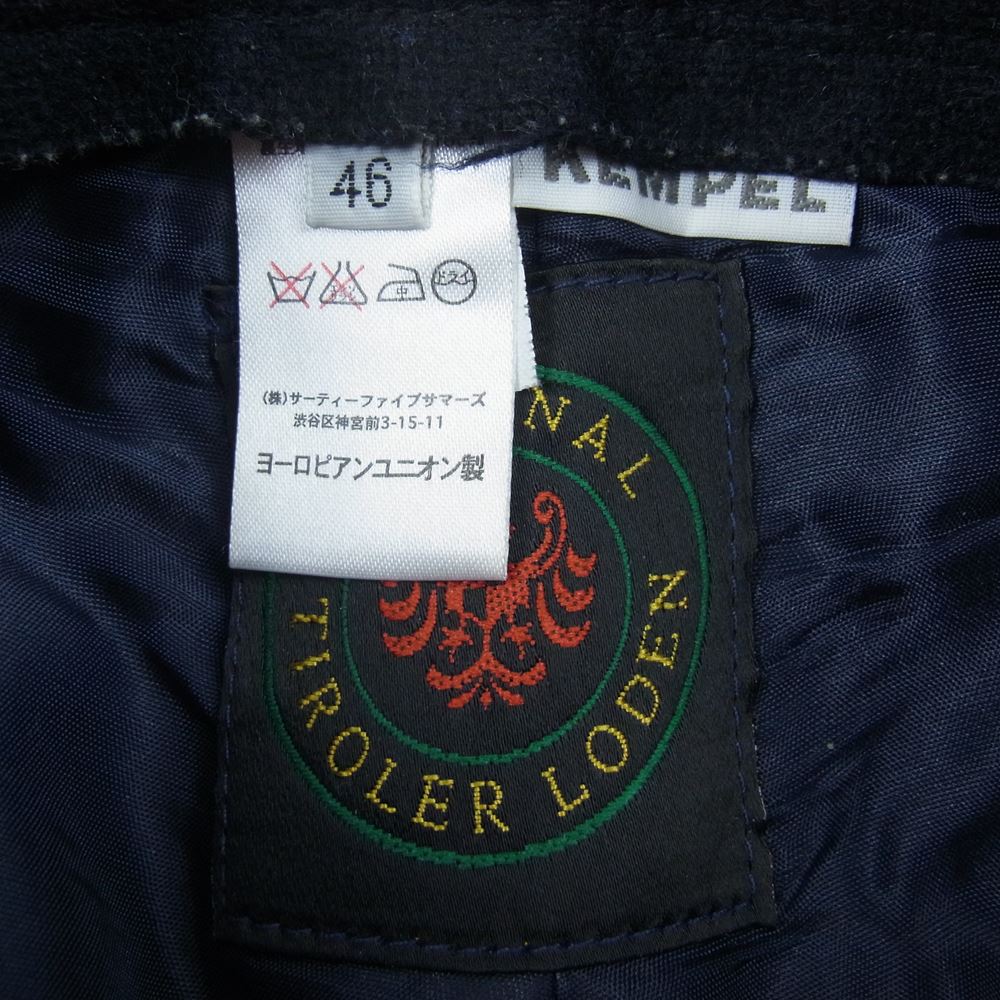 46
KEMPEL
中
ドライ
(株)サーティーファイブサマーズ
渋谷区神宮前3-15-11
ヨーロピアンユニオン製
NAL
TIROLER LODEN